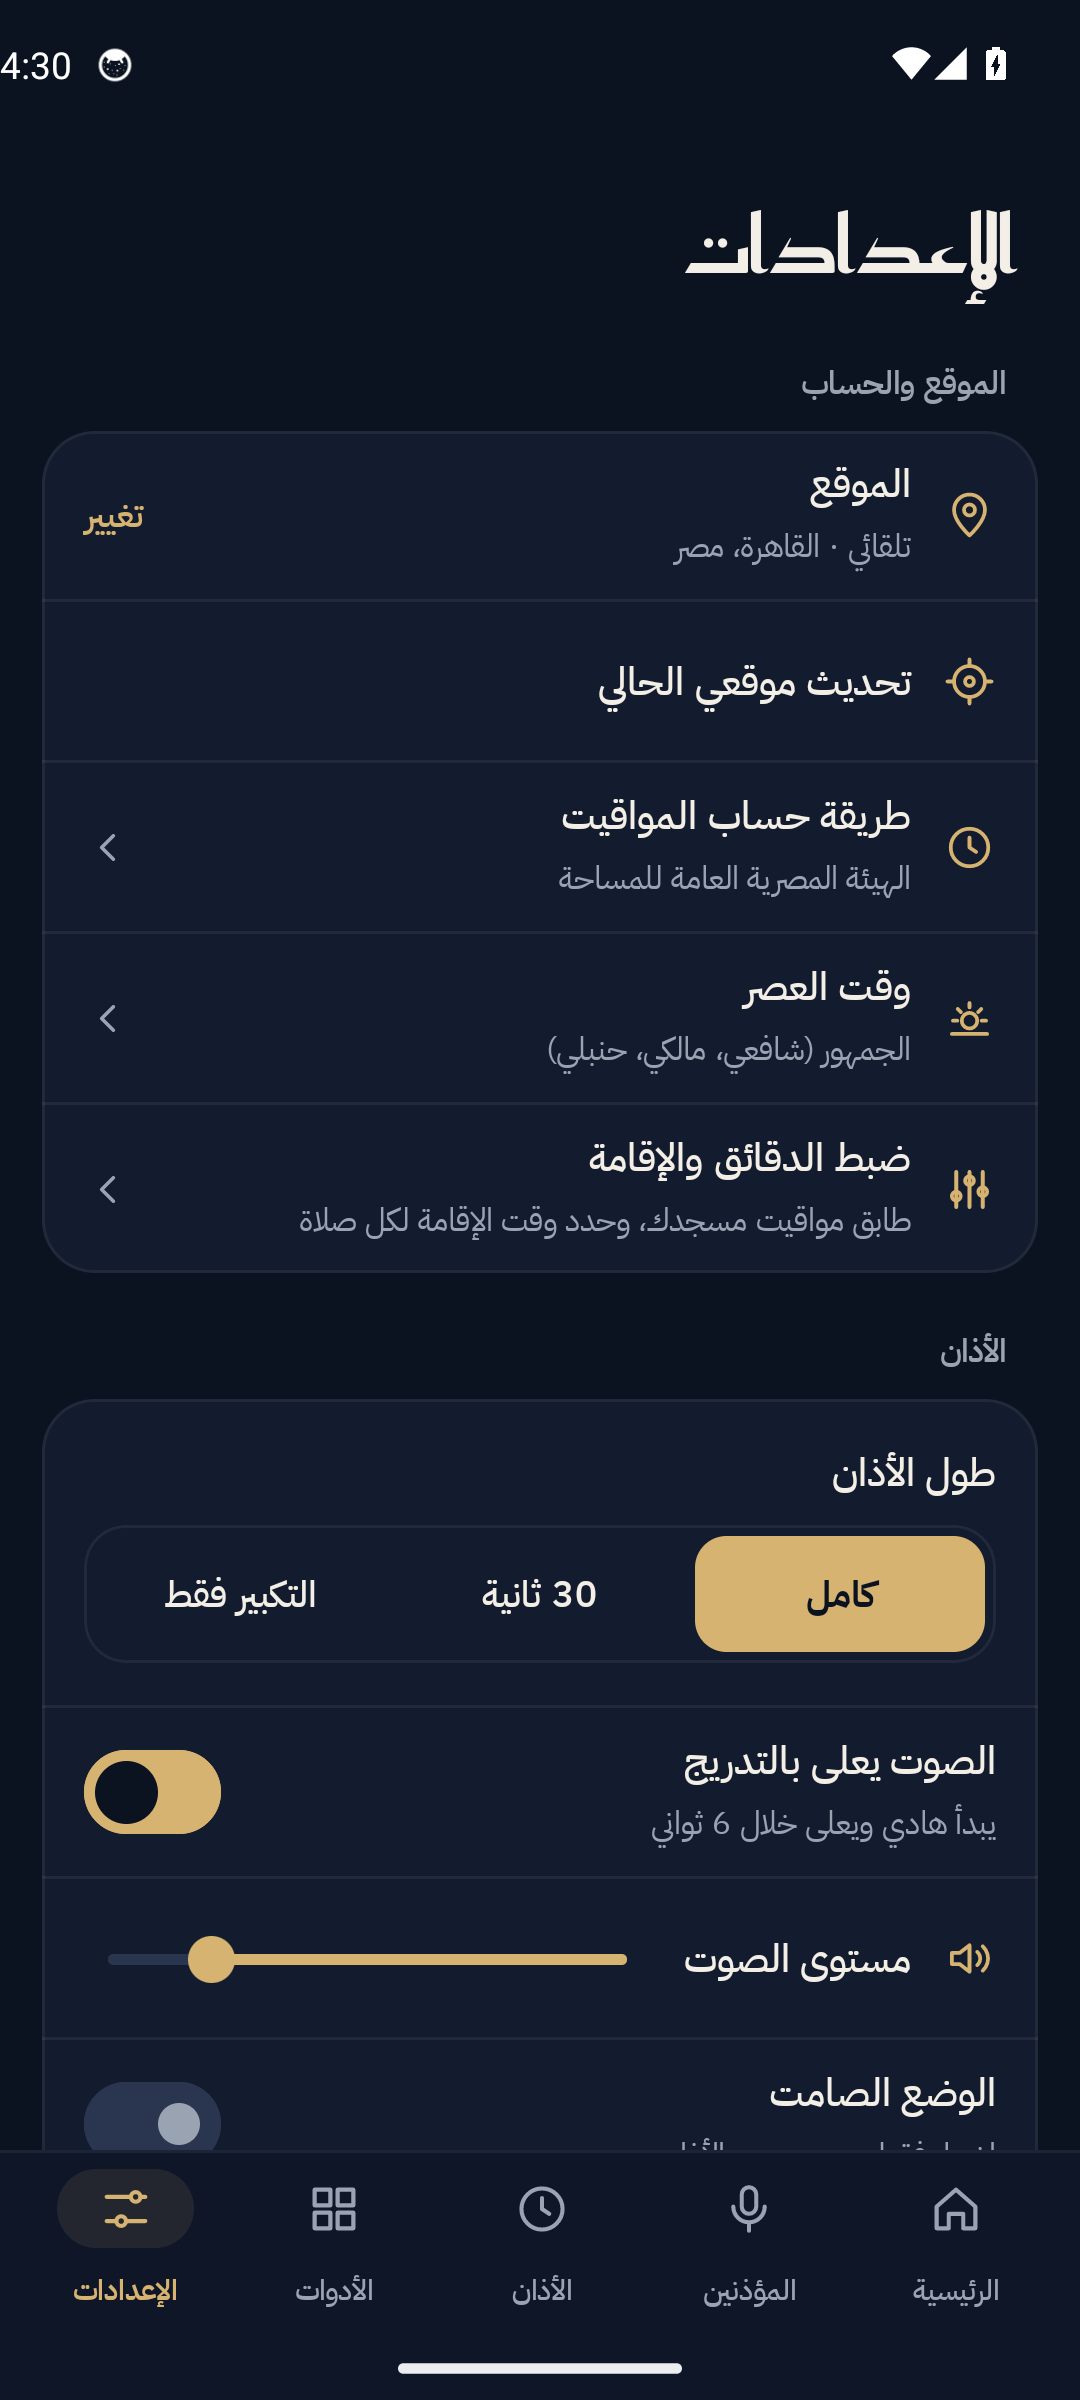 4:30
الإعدادات
الموقع والحساب
الموقع
تلقائي · القاهرة، مصر
تغيير
تحديث موقعي الحالي
طريقة حساب المواقيت
الهيئة المصرية العامة للمساحة
وقت العصر
الجمهور (شافعي، مالكي، حنبلي)
ضبط الدقائق والإقامة
طابق مواقيت مسجدك، وحدد وقت الإقامة لكل صلاة
الأذان
طول الأذان
كامل
30 ثانية
التكبير فقط
الصوت يعلى بالتدريج
يبدأ هادي ويعلى خلال 6 ثواني
مستوى الصوت
الوضع الصامت
الرئيسية
المؤذنين
الأذان
الأدوات
الإعدادات